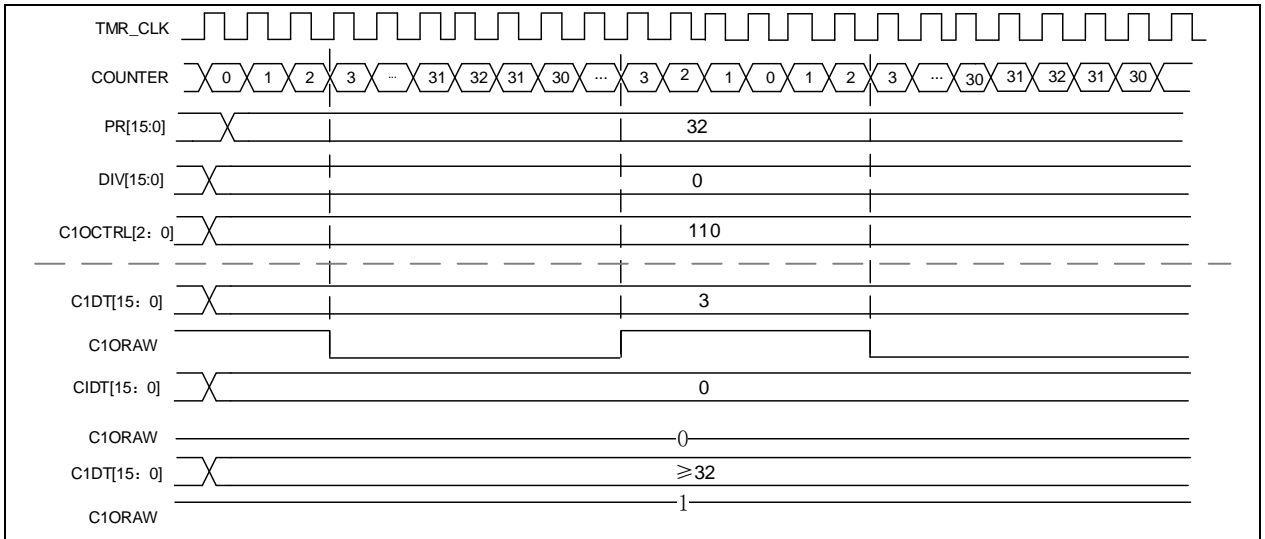 TMR_CLK
COUNTER 0 1 2 3 ... 31 32 31 30 ... 3 2 1 0 1 2 3 ... 30 31 32 31 30
PR[15:0] 32
DIV[15:0] 0
C1OCTRL[2：0] 110
C1DT[15：0] 3
C1ORAW
CIDT[15：0] 0
C1ORAW 0
C1DT[15：0] ≥32
C1ORAW 1